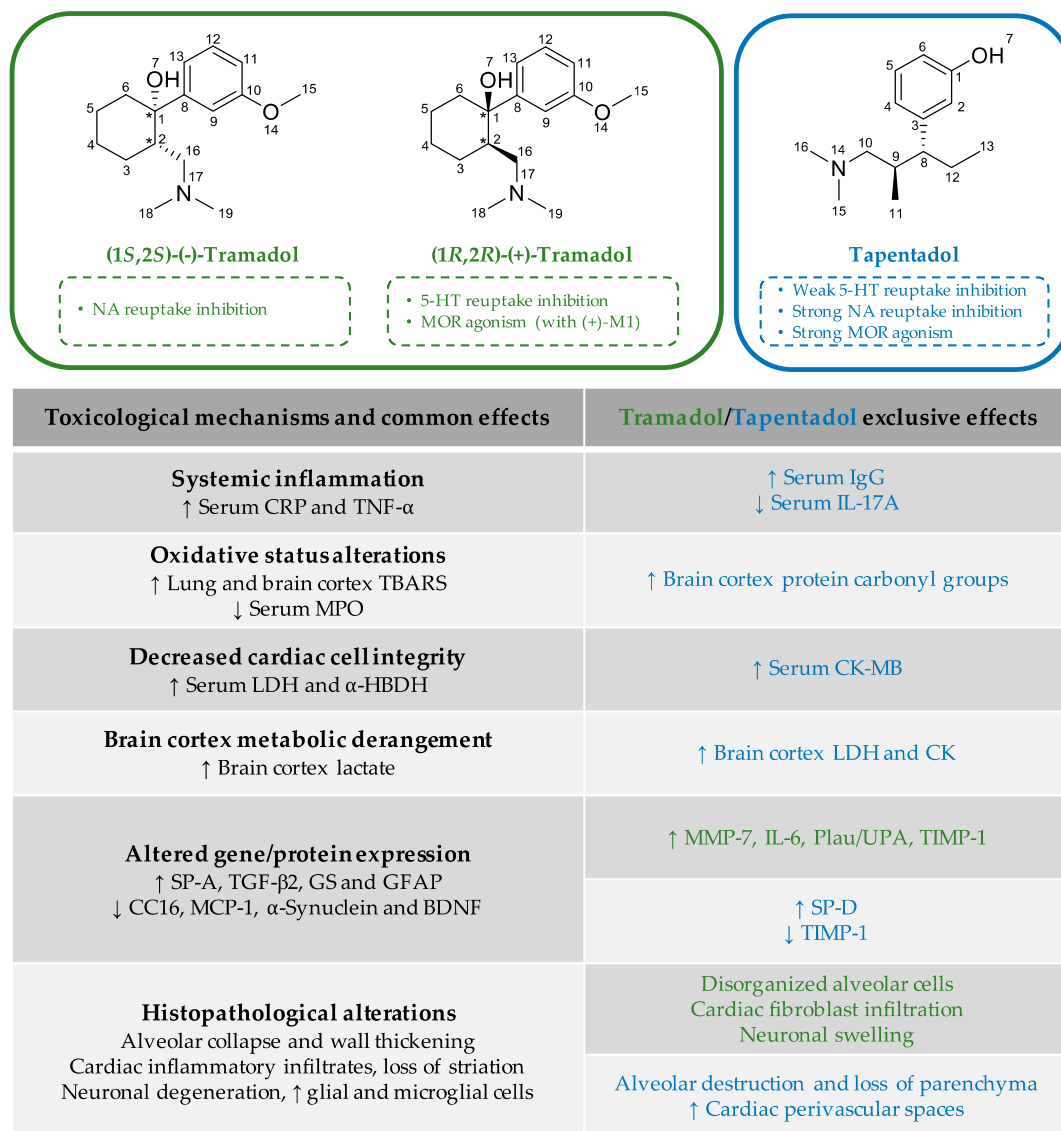 12
13
11
7
OH
6
10
15
5
1
8
O
*
9
14
*
2
4
16
3
17
N
18
19
(1S,2S)-(-)-Tramadol
• NA reuptake inhibition
12
13
11
7
OH
6
10
15
5
8
O
1
*
9
14
*
2
4
16
3
17
N
18
19
(1R,2R)-(+)-Tramadol
• 5-HT reuptake inhibition
• MOR agonism (with (+)-M1)
7
6
OH
5
1
4
2
3
16
14
10
13
N
9
8
12
15
11
Tapentadol
• Weak 5-HT reuptake inhibition
• Strong NA reuptake inhibition
• Strong MOR agonism
Toxicological mechanisms and common effects
Tramadol/Tapentadol exclusive effects
Systemic inflammation
↑ Serum CRP and TNF-α
↑ Serum IgG
↓ Serum IL-17A
Oxidative status alterations
↑ Lung and brain cortex TBARS
↓ Serum MPO
↑ Brain cortex protein carbonyl groups
Decreased cardiac cell integrity
↑ Serum LDH and α-HBDH
↑ Serum CK-MB
Brain cortex metabolic derangement
↑ Brain cortex lactate
↑ Brain cortex LDH and CK
Altered gene/protein expression
↑ SP-A, TGF-β2, GS and GFAP
↓ CC16, MCP-1, α-Synuclein and BDNF
↑ MMP-7, IL-6, Plau/UPA, TIMP-1
↑ SP-D
↓ TIMP-1
Histopathological alterations
Alveolar collapse and wall thickening
Cardiac inflammatory infiltrates, loss of striation
Neuronal degeneration, ↑ glial and microglial cells
Disorganized alveolar cells
Cardiac fibroblast infiltration
Neuronal swelling
Alveolar destruction and loss of parenchyma
↑ Cardiac perivascular spaces